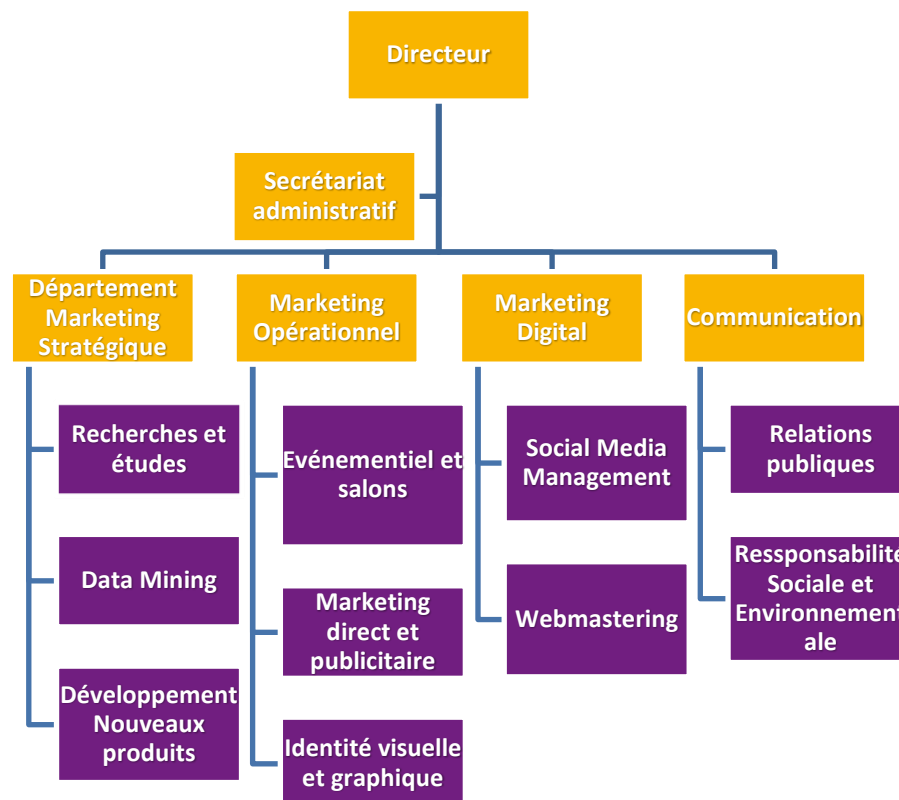 Directeur
Secrétariat
administratif
Département
Marketing
Stratégique
Marketing
Opérationnel
Marketing
Digital
Communication
Recherches et
études
Data Mining
Développement
Nouveaux
produits
Evénementiel et
salons
Marketing
direct et
publicitaire
Identité visuelle
et graphique
Social Media
Management
Webmastering
Relations
publiques
Ressponsabilité
Sociale et
Environnement
ale